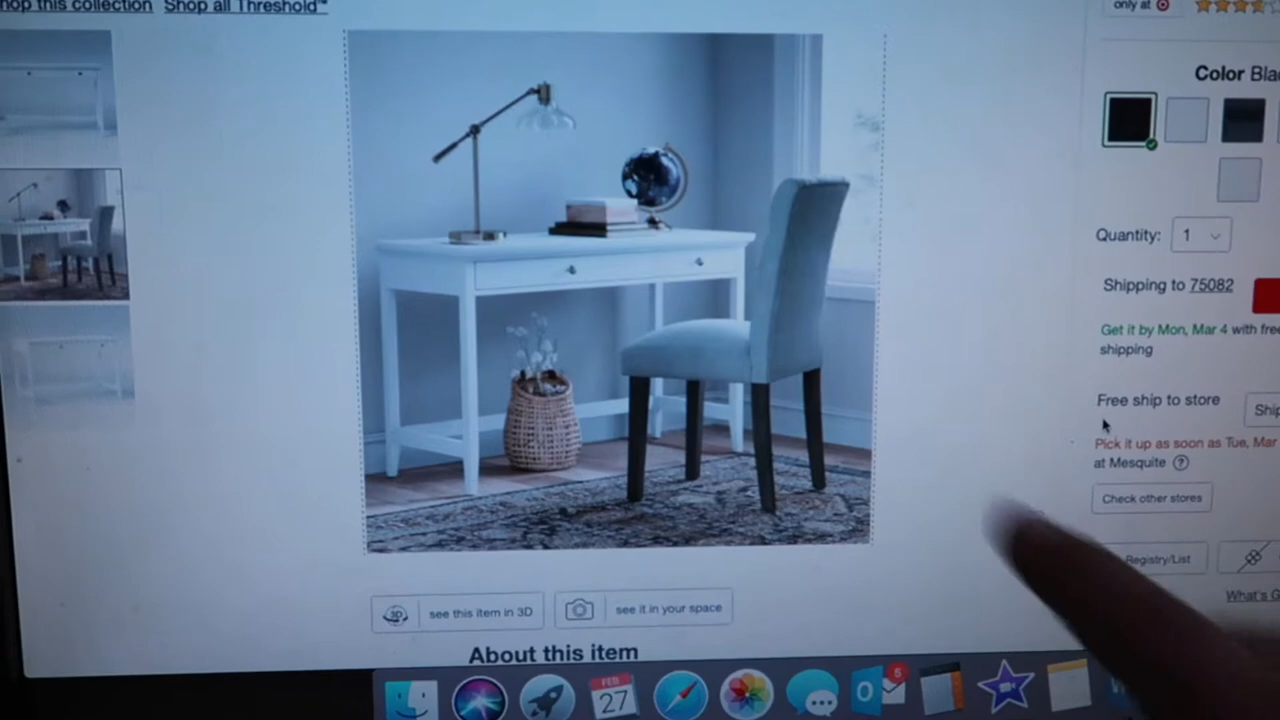 hop this collection Shop all Threshold™
only at
Color Bla
Quantity: 1
Shipping to 75082
Get it by Mon, Mar 4 with free
shipping
Free ship to store
Ship
Pick it up as soon as Tue, Mar
at Mesquite ?
Check other stores
Registry/List
What's G
3D see this item in 3D
see it in your space
About this item
FEB
27
6